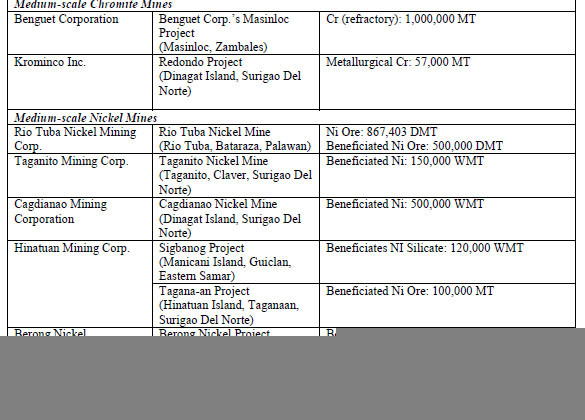 Medium-scale Chromite Mines
Benguet Corporation
Benguet Corp.'s Masinloc
Project
(Masinloc, Zambales)
Cr (refractory): 1,000,000 MT
Krominco Inc.
Redondo Project
(Dinagat Island, Surigao Del
Norte)
Metallurgical Cr: 57,000 MT
Medium-scale Nickel Mines
Rio Tuba Nickel Mining
Corp.
Rio Tuba Nickel Mine
(Rio Tuba, Bataraza, Palawan)
Ni Ore: 867,403 DMT
Beneficiated Ni Ore: 500,000 DMT
Taganito Mining Corp.
Taganito Nickel Mine
(Taganito, Claver, Surigao Del
Norte)
Beneficiated Ni: 150,000 WMT
Cagdianao Mining
Corporation
Cagdianao Nickel Mine
(Dinagat Island, Surigao Del
Norte)
Beneficiated Ni: 500,000 WMT
Hinatuan Mining Corp.
Sigbanog Project
(Manicani Island, Guiclan,
Eastern Samar)
Beneficiates NI Silicate: 120,000 WMT
Tagana-an Project
(Hinatuan Island, Taganaan,
Surigao Del Norte)
Beneficiated Ni Ore: 100,000 MT
Berong Nickel
Berong Nickel Project